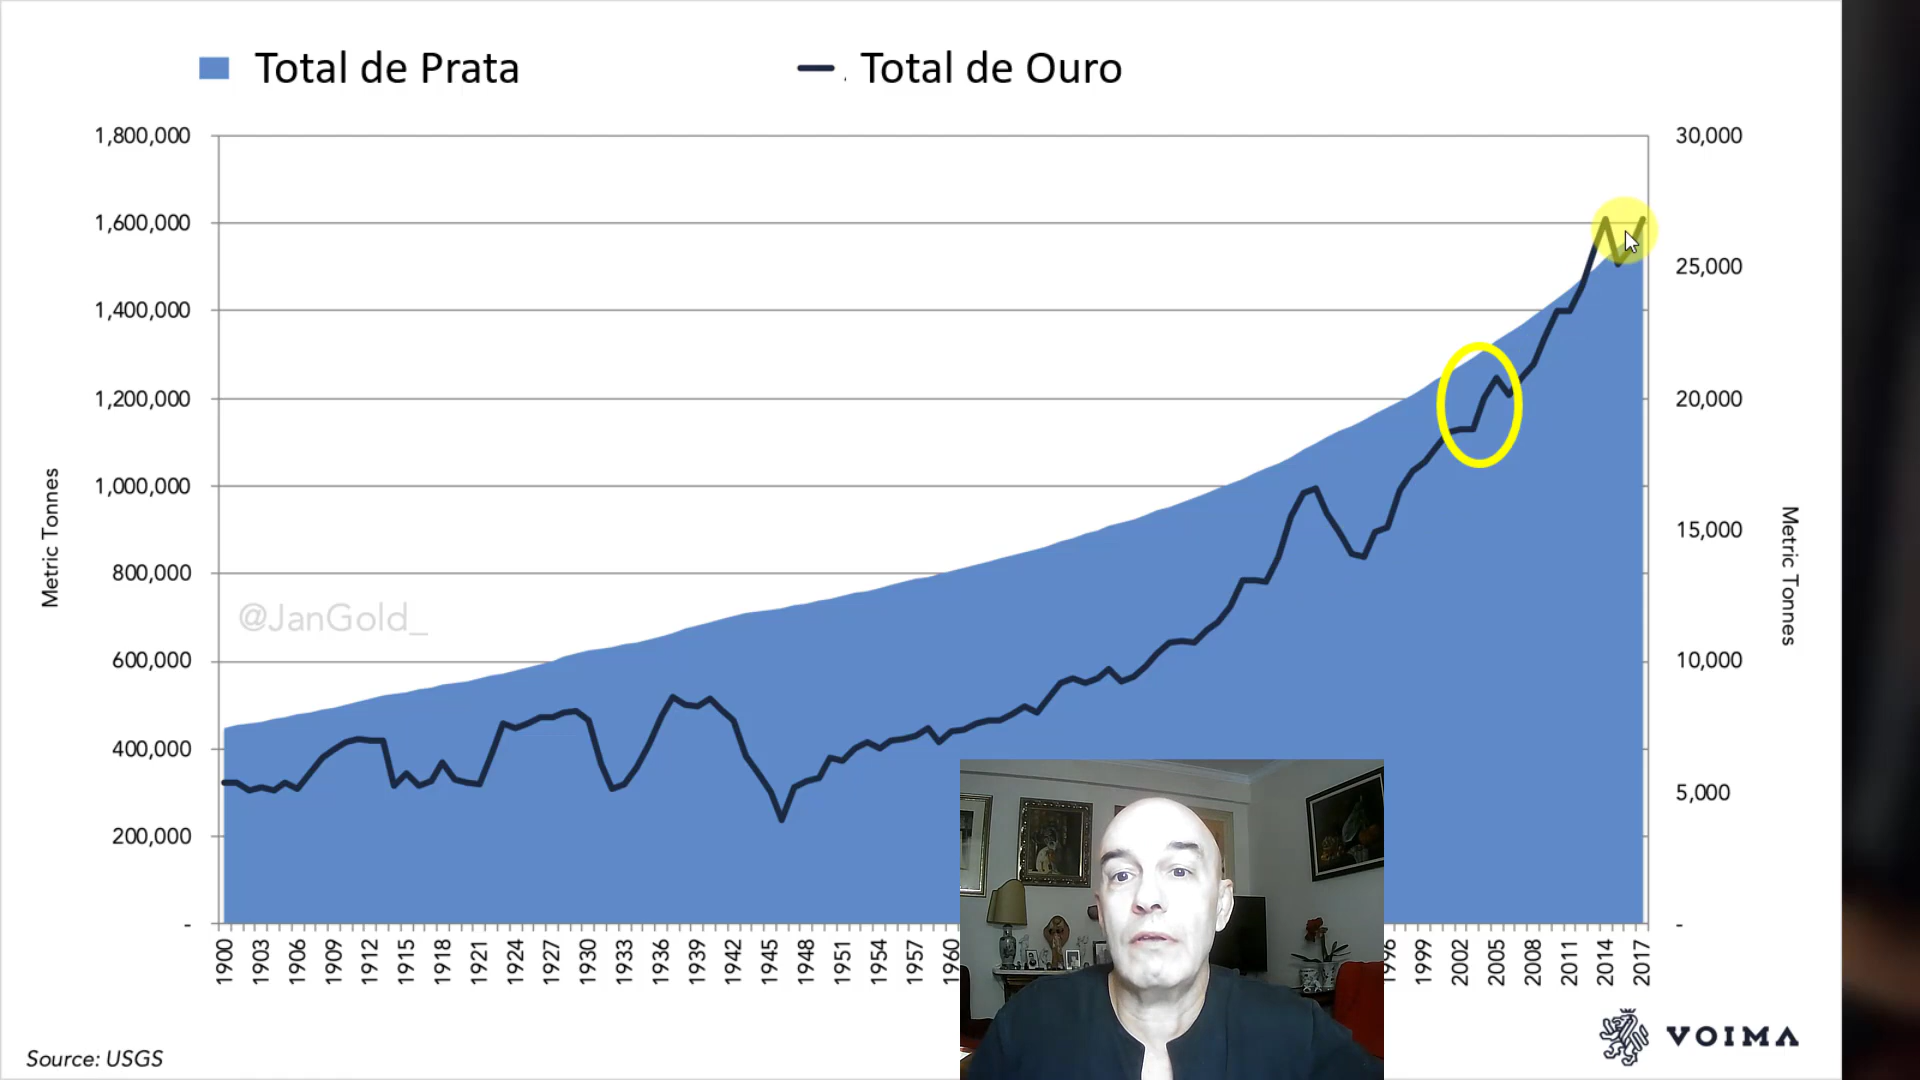 Total de Prata
Total de Ouro
1,800,000
1,600,000
1,400,000
1,200,000
1,000,000
800,000
600,000
400,000
200,000
-
Metric Tonnes
30,000
25,000
20,000
15,000
10,000
5,000
-
Metric Tonnes
@JanGold_
1900 1903 1906 1909 1912 1915 1918 1921 1924 1927 1930 1933 1936 1939 1942 1945 1948 1951 1954 1957 1960 1999 2002 2005 2008 2011 2014 2017
Source: USGS
VOIMA